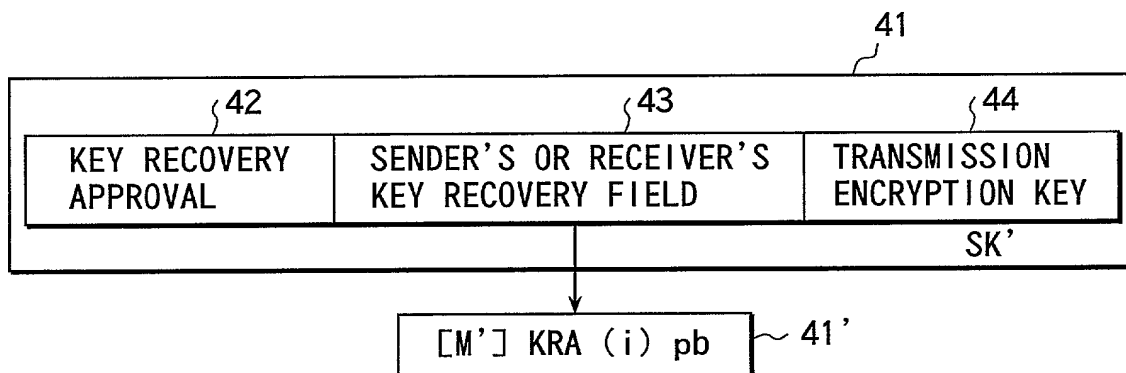 41
42
43
44
KEY RECOVERY
APPROVAL
SENDER'S OR RECEIVER'S
KEY RECOVERY FIELD
TRANSMISSION
ENCRYPTION KEY
SK'
[M'] KRA (i) pb
41'